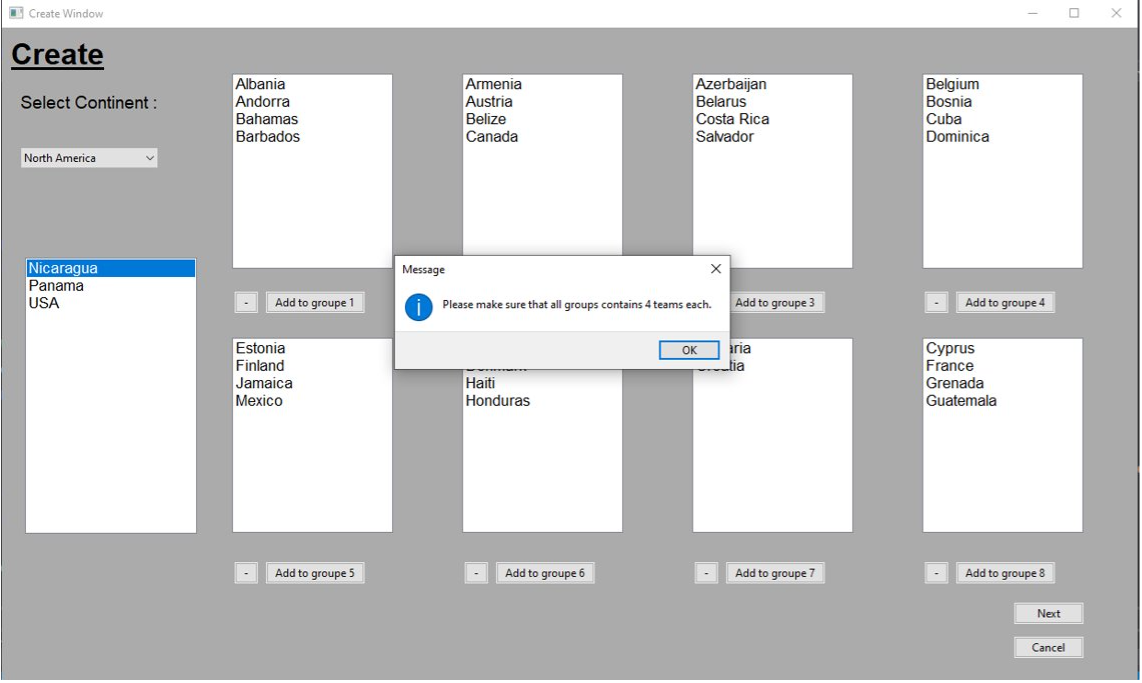 Create Window
Create
Select Continent :
North America
Nicaragua
Panama
USA
Albania
Andorra
Bahamas
Barbados
- Add to groupe 1
Armenia
Austria
Belize
Canada
Azerbaijan
Belarus
Costa Rica
Salvador
Add to groupe 3
Belgium
Bosnia
Cuba
Dominica
- Add to groupe 4
Message
Please make sure that all groups contains 4 teams each.
OK
Estonia
Finland
Jamaica
Mexico
- Add to groupe 5
Haiti
Honduras
- Add to groupe 6
- Add to groupe 7
Cyprus
France
Grenada
Guatemala
- Add to groupe 8
Next
Cancel